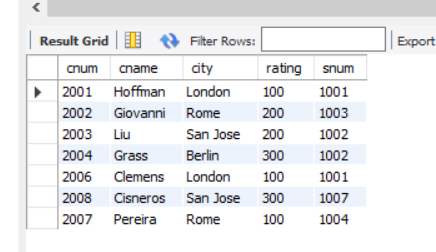 Result Grid Filter Rows: Export
cnum cname city rating snum
2001 Hoffman London 100 1001
2002 Giovanni Rome 200 1003
2003 Liu San Jose 200 1002
2004 Grass Berlin 300 1002
2006 Clemens London 100 1001
2008 Cisneros San Jose 300 1007
2007 Pereira Rome 100 1004